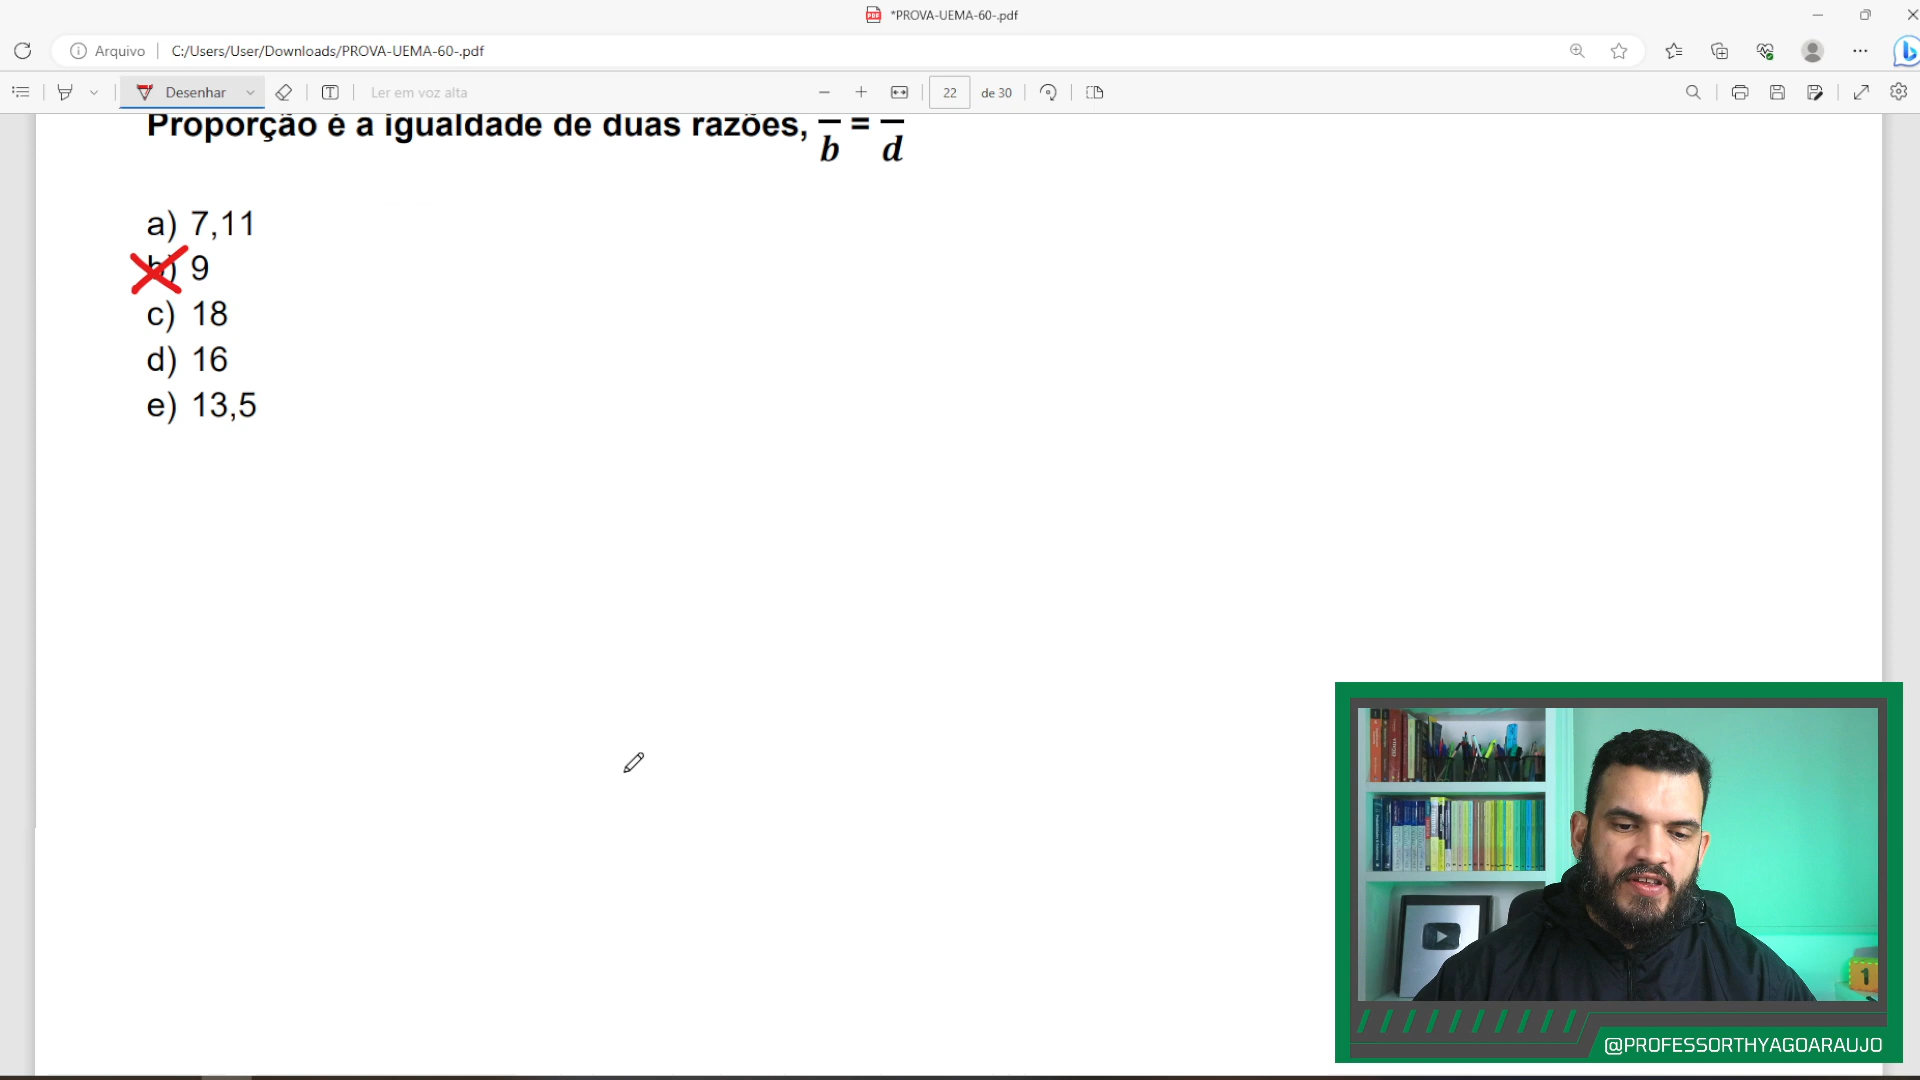 *PROVA-UEMA-60-.pdf
Arquivo
C:/Users/User/Downloads/PROVA-UEMA-60-.pdf
Desenhar
Ler em voz alta
22
de 30
Proporção é a igualdade de duas razões, b = d
a) 7,11
b) 9
c) 18
d) 16
e) 13,5
1
@PROFESSORTHYAGOARAUJO